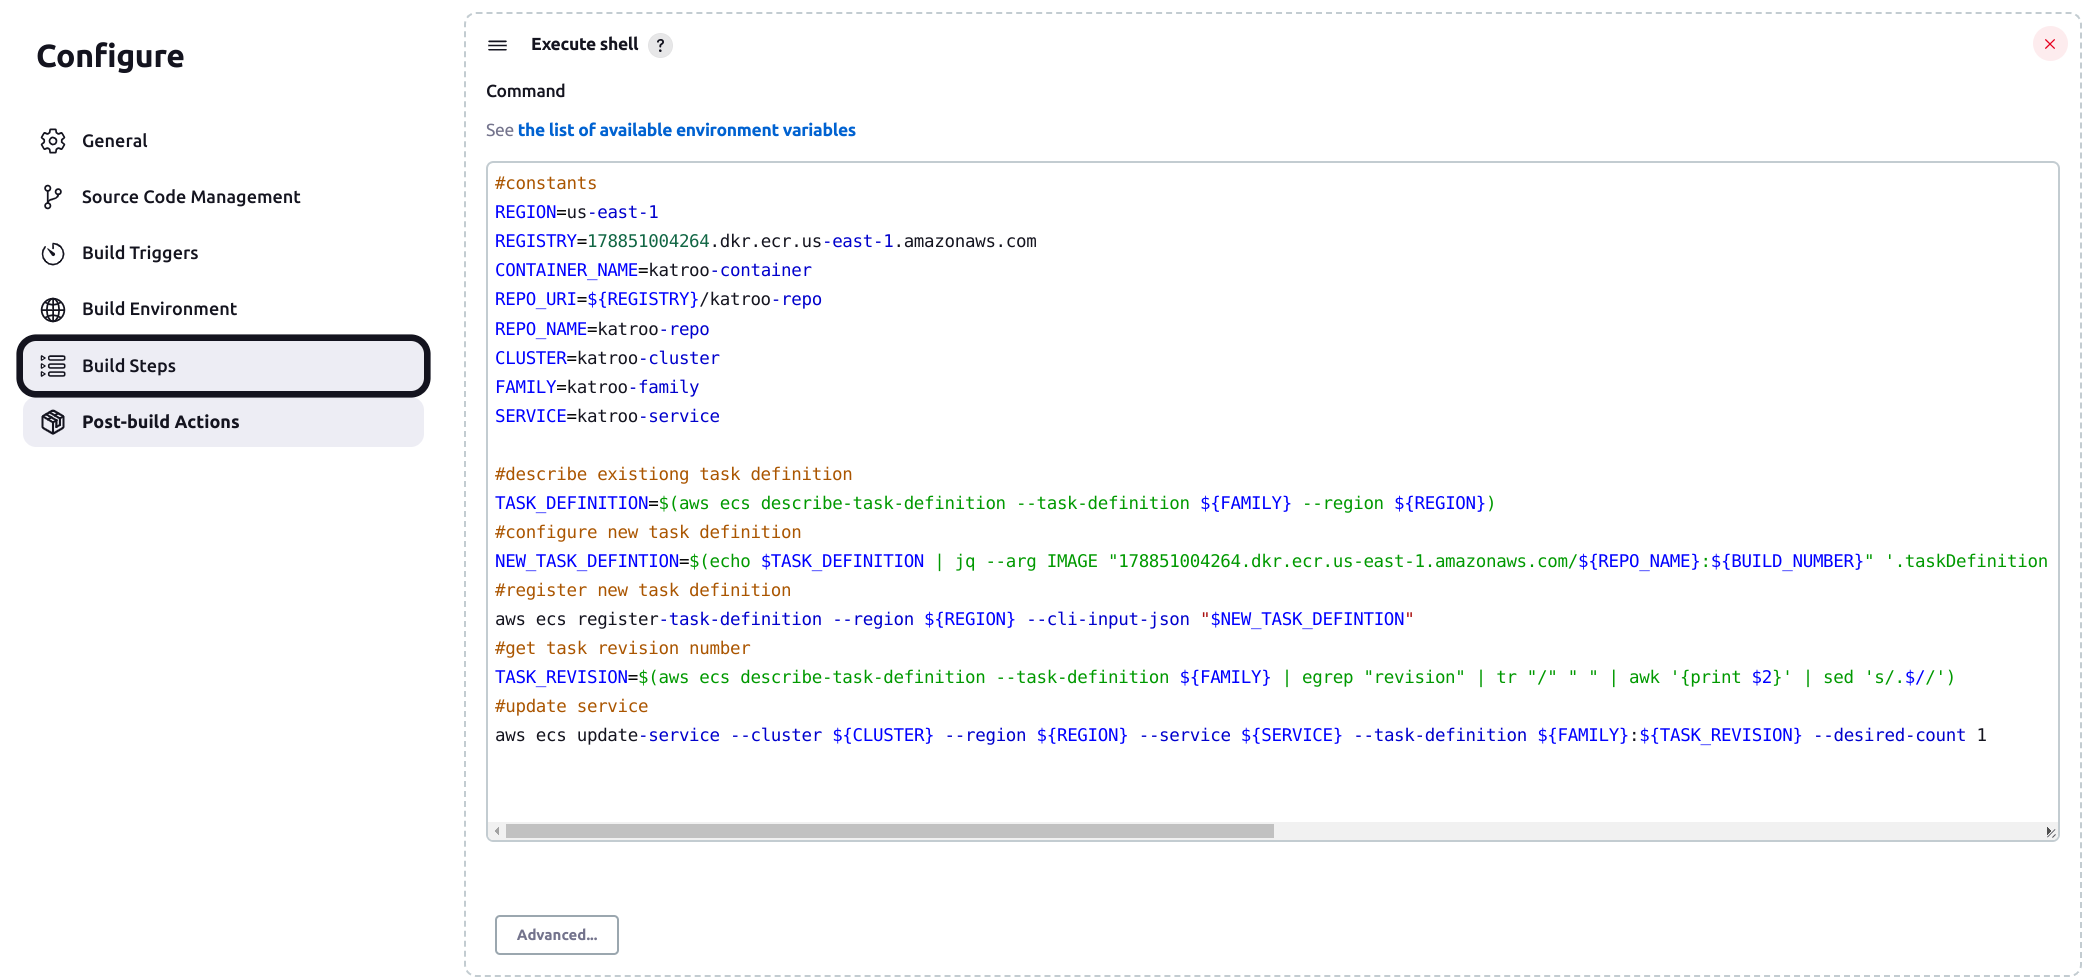 Configure
General
Source Code Management
Build Triggers
Build Environment
Build Steps
Post-build Actions
Execute shell ?
Command
See the list of available environment variables
#constants
REGION=us-east-1
REGISTRY=178851004264.dkr.ecr.us-east-1.amazonaws.com
CONTAINER_NAME=katroo-container
REPO_URI=${REGISTRY}/katroo-repo
REPO_NAME=katroo-repo
CLUSTER=katroo-cluster
FAMILY=katroo-family
SERVICE=katroo-service
#describe existiong task definition
TASK_DEFINITION=$(aws ecs describe-task-definition --task-definition ${FAMILY} --region ${REGION})
#configure new task definition
NEW_TASK_DEFINTION=$(echo $TASK_DEFINITION | jq --arg IMAGE "178851004264.dkr.ecr.us-east-1.amazonaws.com/${REPO_NAME}:${BUILD_NUMBER}" '.taskDefinition
#register new task definition
aws ecs register-task-definition --region ${REGION} --cli-input-json "$NEW_TASK_DEFINTION"
#get task revision number
TASK_REVISION=$(aws ecs describe-task-definition --task-definition ${FAMILY} | egrep "revision" | tr "/" " " | awk '{print $2}' | sed 's/.$//')
#update service
aws ecs update-service --cluster ${CLUSTER} --region ${REGION} --service ${SERVICE} --task-definition ${FAMILY}:${TASK_REVISION} --desired-count 1
Advanced...